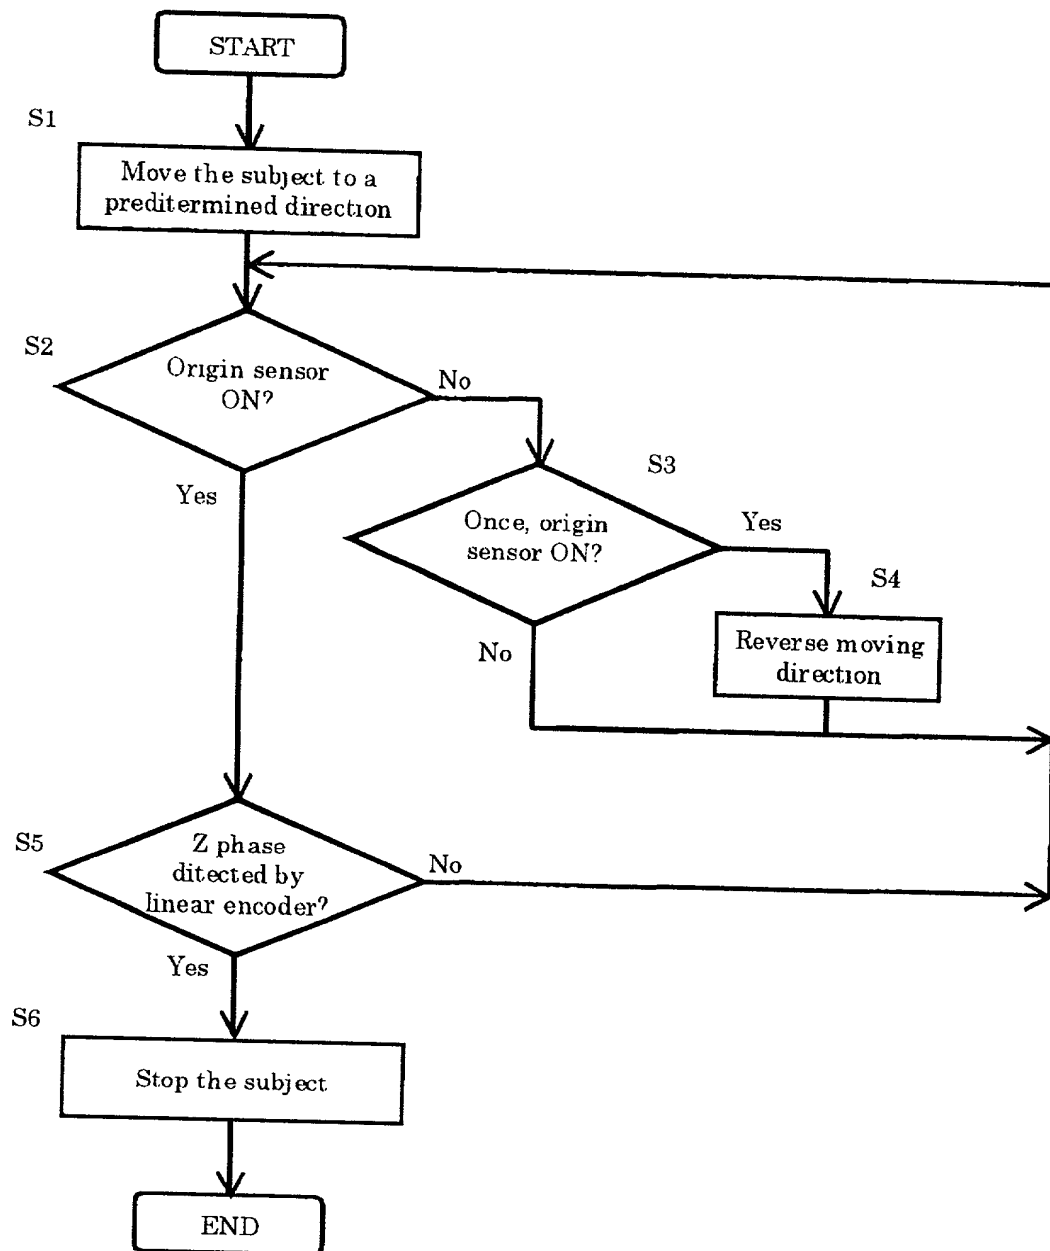 START
S1
Move the subject to a
preditermined direction
S2
Origin sensor
ON?
No
Yes
S3
Once, origin
sensor ON?
Yes
No
S4
Reverse moving
direction
S5
Z phase
ditected by
linear encoder?
No
Yes
S6
Stop the subject
END